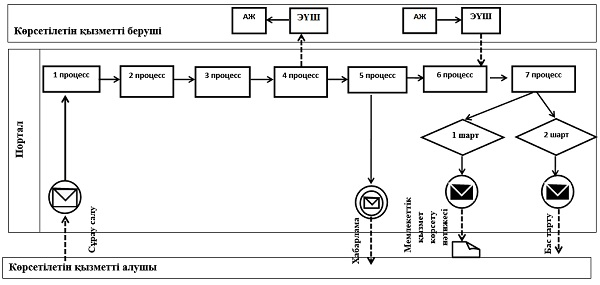 Көрсетілетін қызметті беруші
АЖ
ЭҮШ
АЖ
ЭҮШ
Портал
1 процесс
2 процесс
3 процесс
4 процесс
5 процесс
6 процесс
7 процесс
1 шарт
2 шарт
Сұрау салу
Хабарлама
Мемлекеттік
қызмет
көрсету
нәтижесі
Бас тарту
Көрсетілетін қызметті алушы